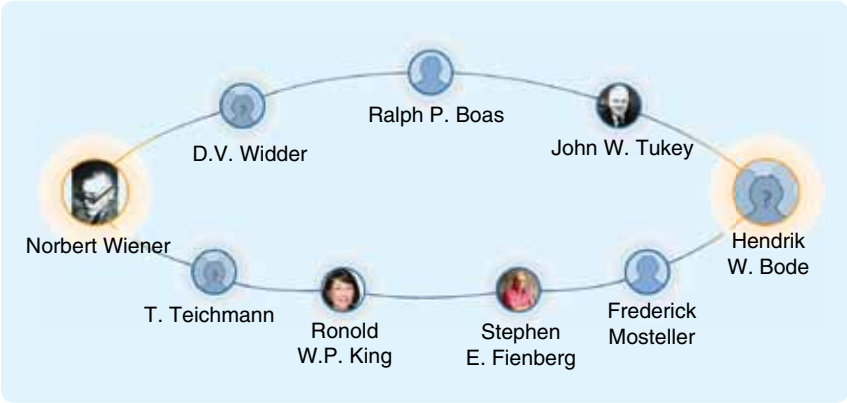 Ralph P. Boas
D.V. Widder
John W. Tukey
Norbert Wiener
Hendrik
W. Bode
T. Teichmann
Ronold
W.P. King
Stephen
E. Fienberg
Frederick
Mosteller